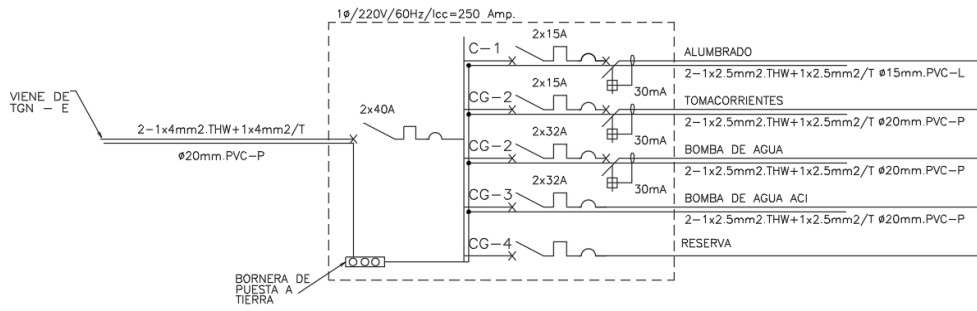 1ø/220V/60Hz/Icc=250 Amp.
VIENE DE
TGN - E
2-1x4mm2.THW+1x4mm2/T
ø20mm.PVC-P
2x40A
C-1
2x15A
30mA
ALUMBRADO
2-1x2.5mm2.THW+1x2.5mm2/T ø15mm.PVC-L
CG-2
2x15A
30mA
TOMACORRIENTES
2-1x2.5mm2.THW+1x2.5mm2/T ø20mm.PVC-P
CG-2
2x32A
30mA
BOMBA DE AGUA
2-1x2.5mm2.THW+1x2.5mm2/T ø20mm.PVC-P
CG-3
2x32A
BOMBA DE AGUA ACI
2-1x2.5mm2.THW+1x2.5mm2/T ø20mm.PVC-P
CG-4
RESERVA
BORNERA DE
PUESTA A
TIERRA